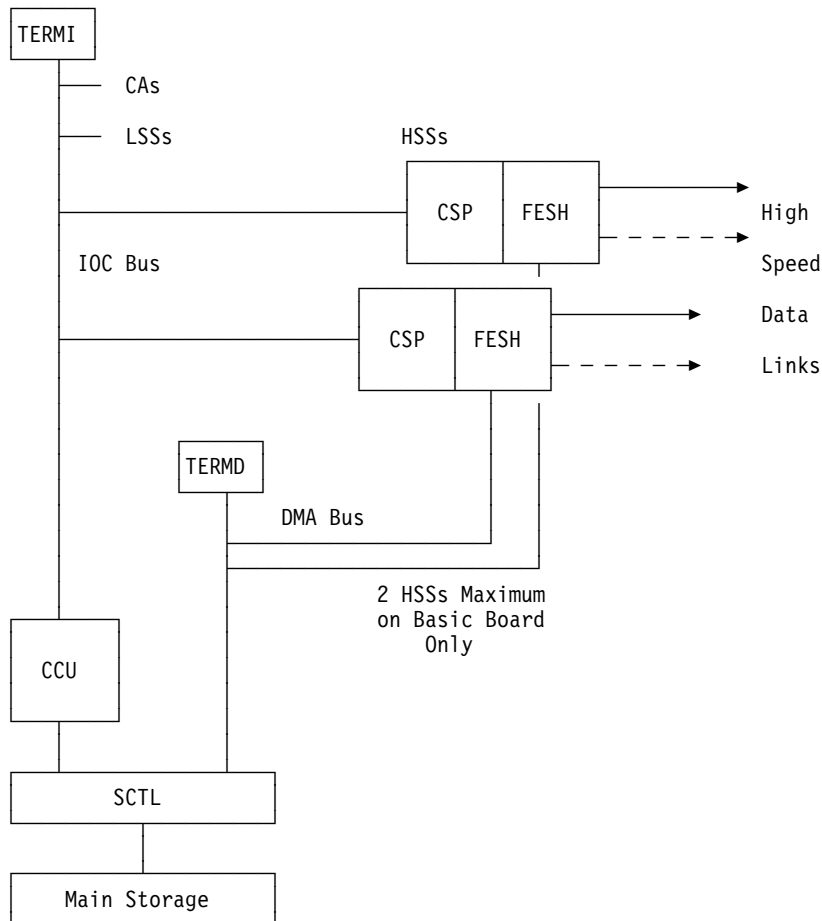 TERMI
CAs
LSSs
HSSs
CSP
FESH
High
IOC Bus
Speed
CSP
FESH
Data
Links
TERMD
DMA Bus
2 HSSs Maximum
on Basic Board
Only
CCU
SCTL
Main Storage